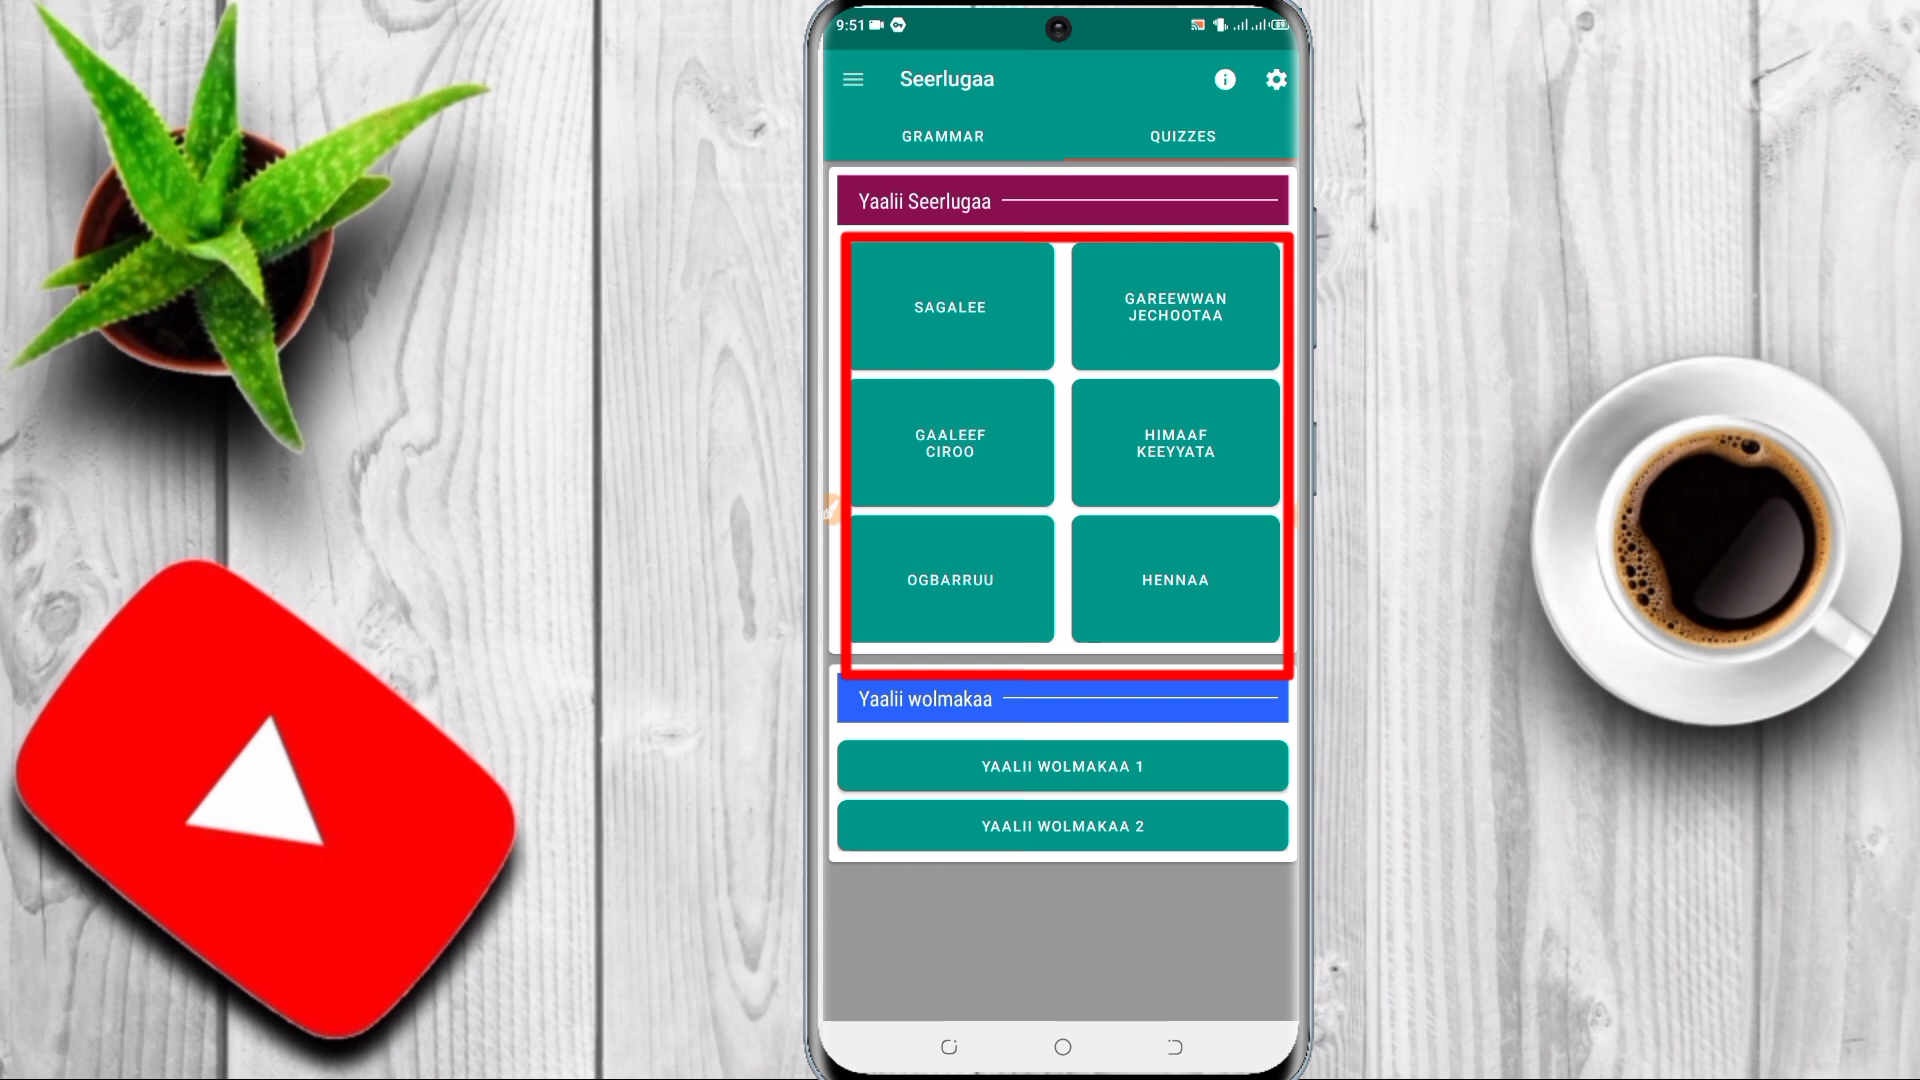 9:51
89
Seerlugaa
GRAMMAR
QUIZZES
Yaalii Seerlugaa
SAGALEE
GAREEWWAN
JECHOOTAA
GAALEEF
CIROO
HIMAAF
KEEYYATA
OGBARRUU
HENNAA
Yaalii wolmakaa
YAALII WOLMAKAA 1
YAALII WOLMAKAA 2